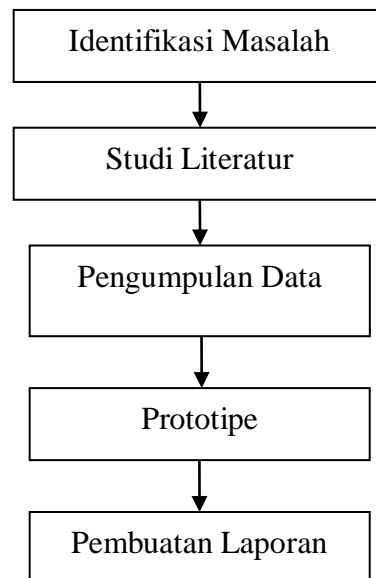 Identifikasi Masalah
Studi Literatur
Pengumpulan Data
Prototipe
Pembuatan Laporan